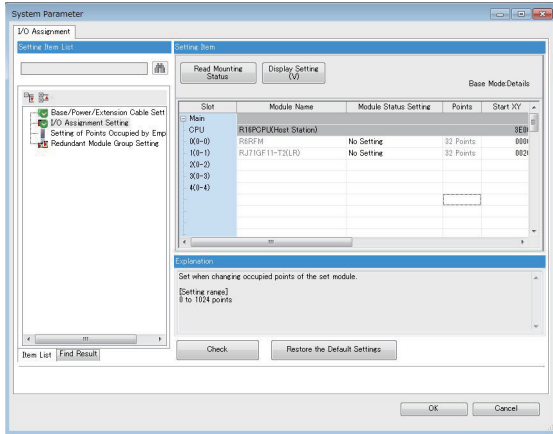 System Parameter
I/O Assignment
Setting Item List
Setting Item
Read Mounting Status
Display Setting (V)
Base Mode:Details
Base/Power/Extension Cable Sett
I/O Assignment Setting
Setting of Points Occupied by Emp
Redundant Module Group Setting
Slot Module Name Module Status Setting Points Start XY
Main
CPU R16PCPU(Host Station) 3E0
0(0-0) R6RFM No Setting 32 Points 000
1(0-1) RJ71GF11-T2(LR) No Setting 32 Points 002
2(0-2)
3(0-3)
4(0-4)
Explanation
Set when changing occupied points of the set module.
[Setting range]
0 to 1024 points
Item List Find Result
Check
Restore the Default Settings
OK
Cancel